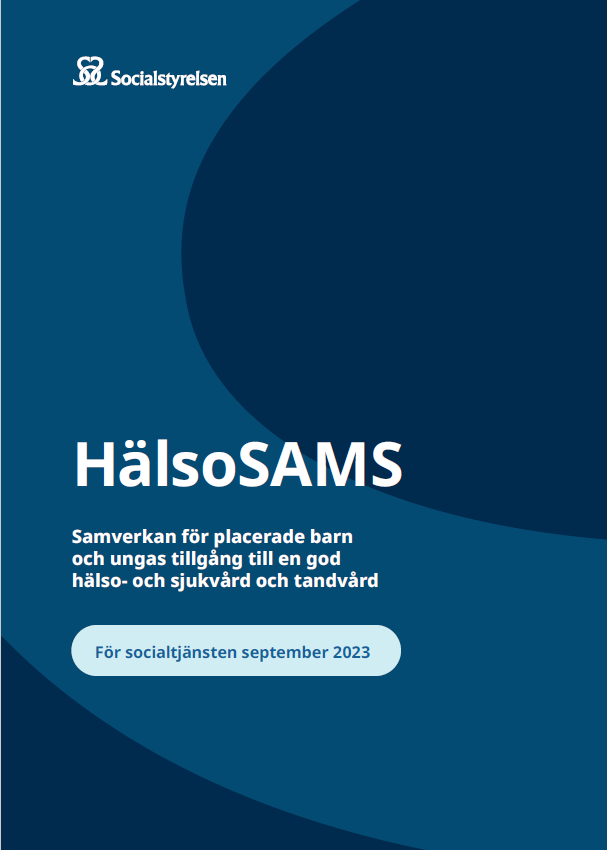 Socialstyrelsen
HälsoSAMS
Samverkan för placerade barn
och ungas tillgång till en god
hälso- och sjukvård och tandvård
För socialtjänsten september 2023